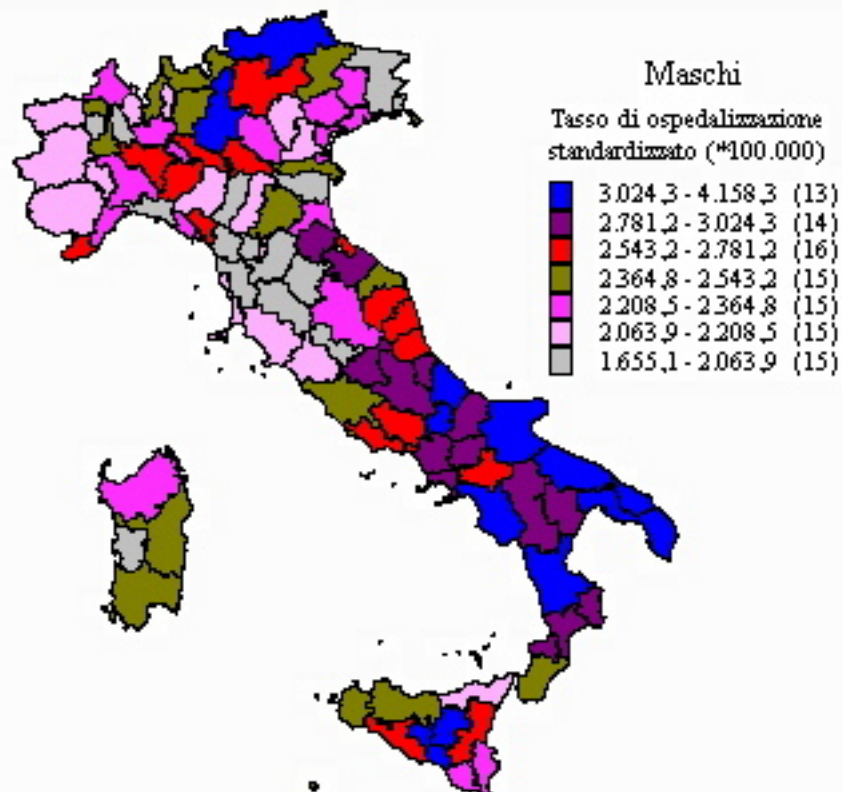 Maschi
Tasso di ospedalizzazione
standardizzato (*100.000)
3.024,3 - 4.158,3 (13)
2.781,2 - 3.024,3 (14)
2.543,2 - 2.781,2 (16)
2.364,8 - 2.543,2 (15)
2.208,5 - 2.364,8 (15)
2.063,9 - 2.208,5 (15)
1.655,1 - 2.063,9 (15)